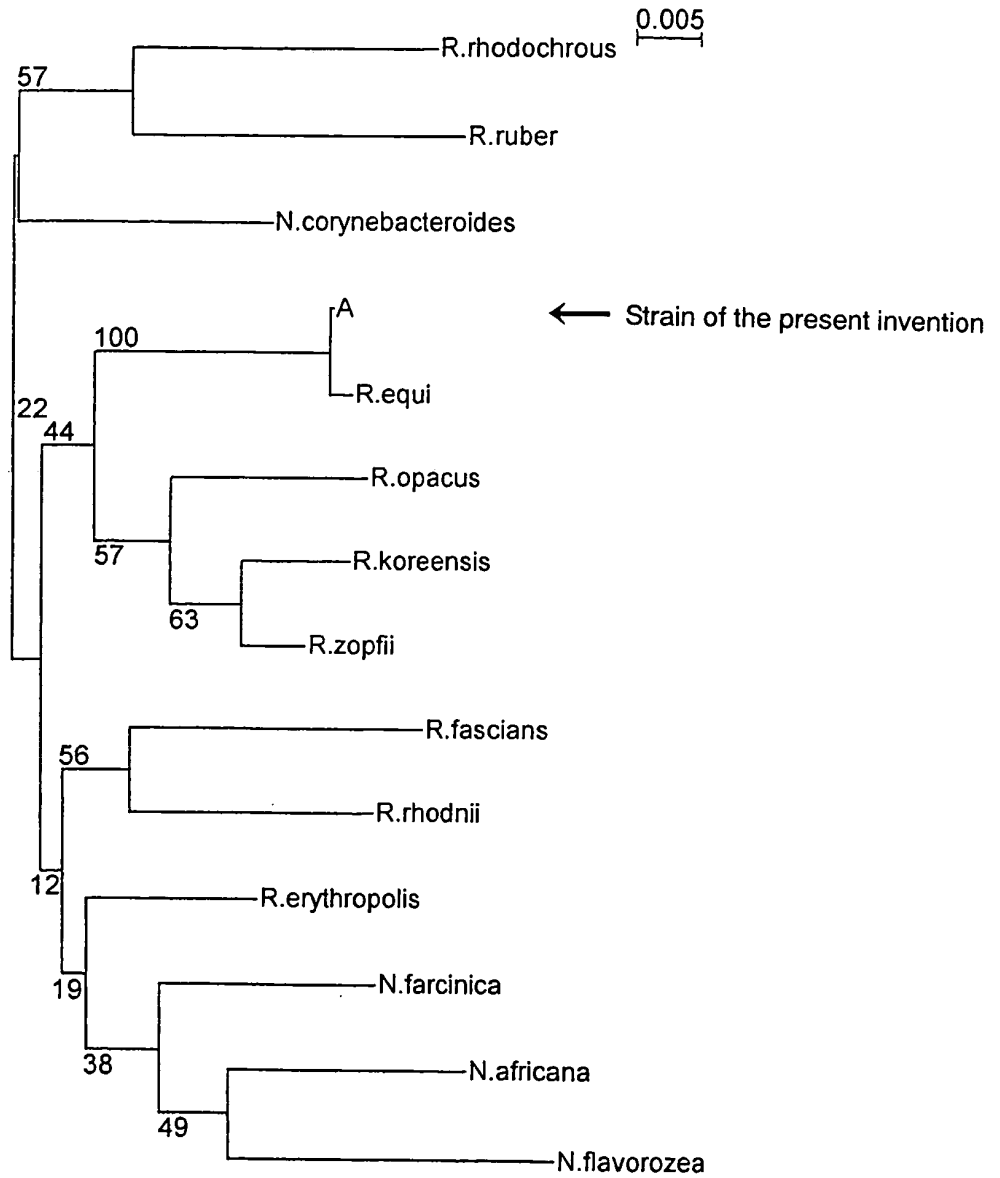 0.005
R.rhodochrous
57
R.ruber
N.corynebacteroides
A
Strain of the present invention
100
R.equi
22
44
R.opacus
57
R.koreensis
63
R.zopfii
R.fascians
56
R.rhodnii
12
R.erythropolis
19
N.farcinica
38
N.africana
49
N.flavorozea